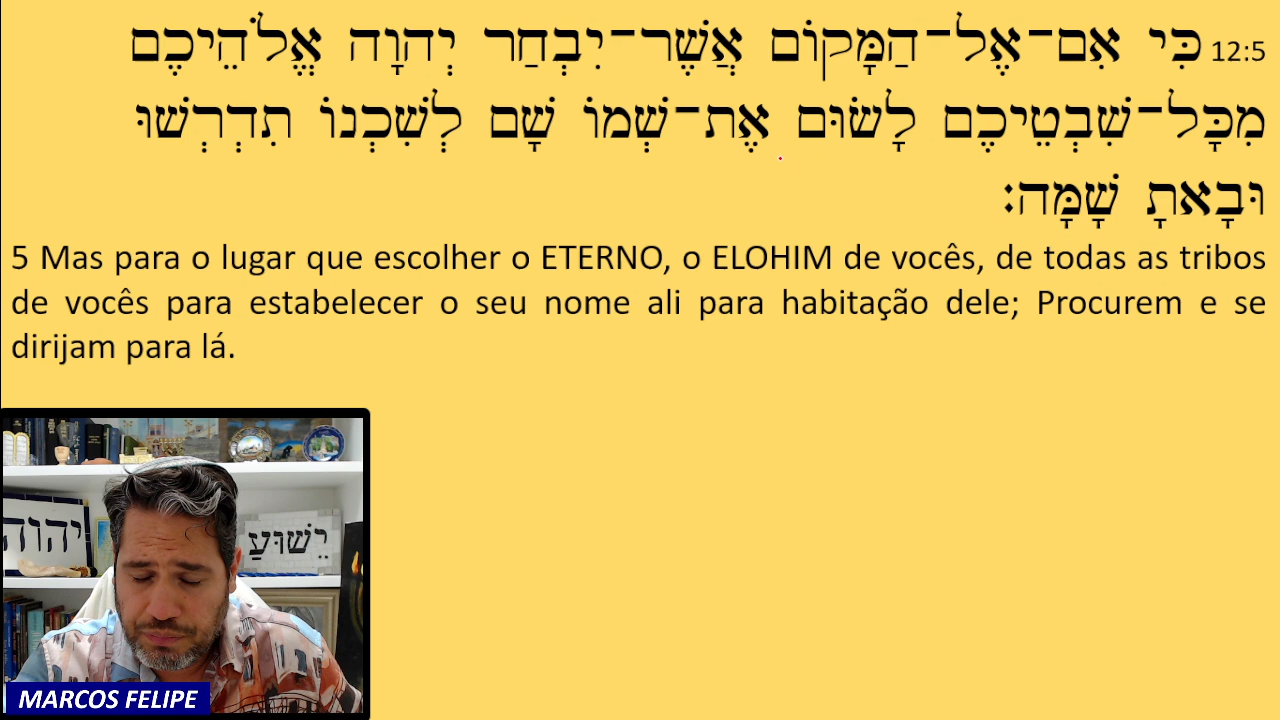 12:5 כִּי אִם־אֶל־הַמָּקוֹם אֲשֶׁר־יִבְחַר יְהוָה אֱלֹהֵיכֶם
מִכָּל־שִׁבְטֵיכֶם לָשׂוּם אֶת־שְׁמוֹ שָׁם לְשִׁכְנוֹ תִדְרְשׁוּ
וּבָאתָ שָׁמָּה׃
5 Mas para o lugar que escolher o ETERNO, o ELOHIM de vocês, de todas as tribos
de vocês para estabelecer o seu nome ali para habitação dele; Procurem e se
dirijam para lá.
יהוה
יֵשׁוּעַ
MARCOS FELIPE